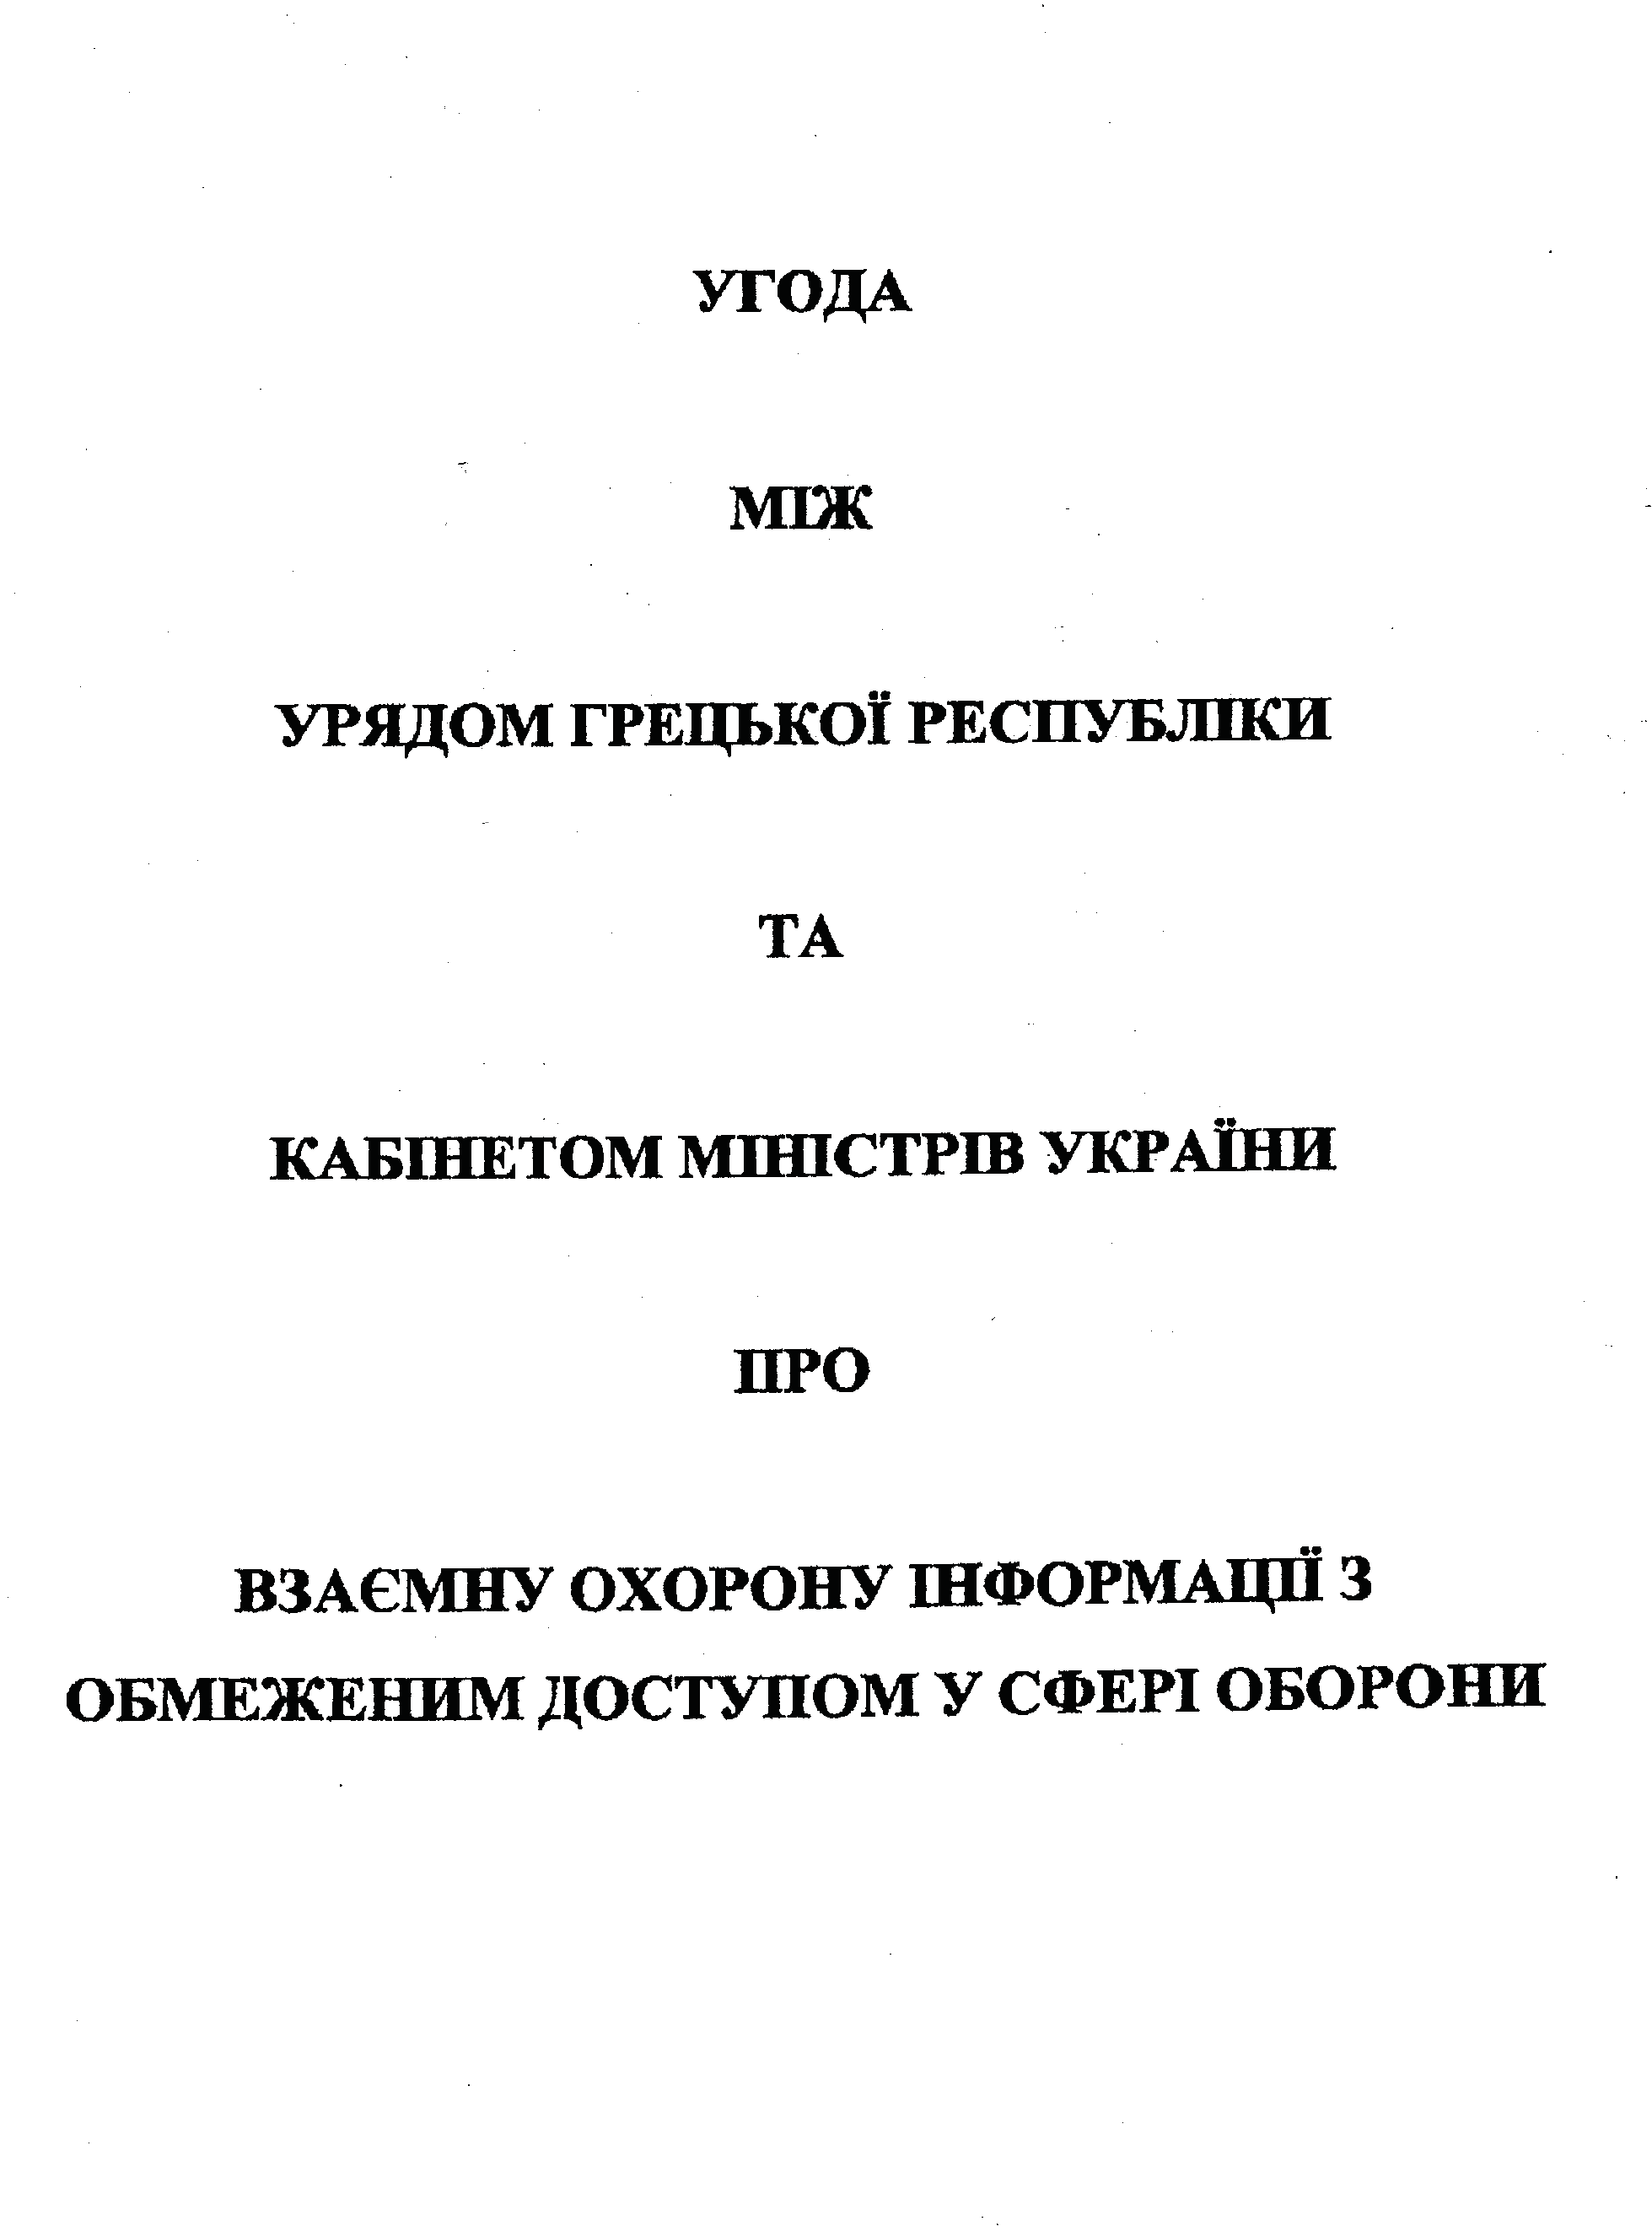 УГОДА
МІЖ
УРЯДОМ ГРЕЦЬКОЇ РЕСПУБЛІКИ
ТА
КАБІНЕТОМ МІНІСТРІВ УКРАЇНИ
ПРО
ВЗАЄМНУ ОХОРОНУ ІНФОРМАЦІЇ З
ОБМЕЖЕНИМ ДОСТУПОМ У СФЕРІ ОБОРОНИ